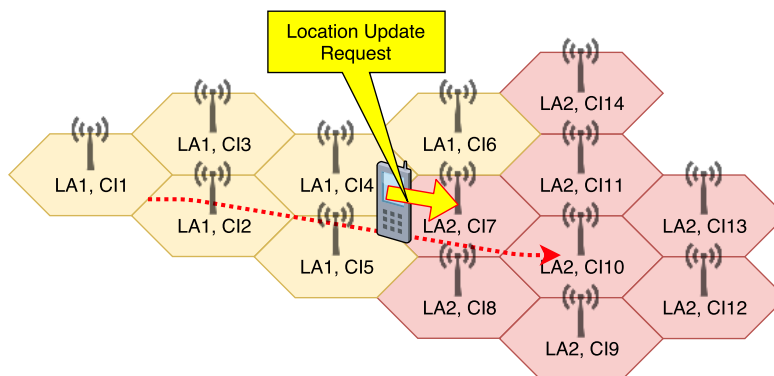 Location Update
Request
LA2, CI14
LA1, CI3
LA1, CI6
LA1, CI1
LA1, CI4
LA2, CI11
LA1, CI2
LA2, CI7
LA2, CI13
LA1, CI5
LA2, CI10
LA2, CI8
LA2, CI12
LA2, CI9